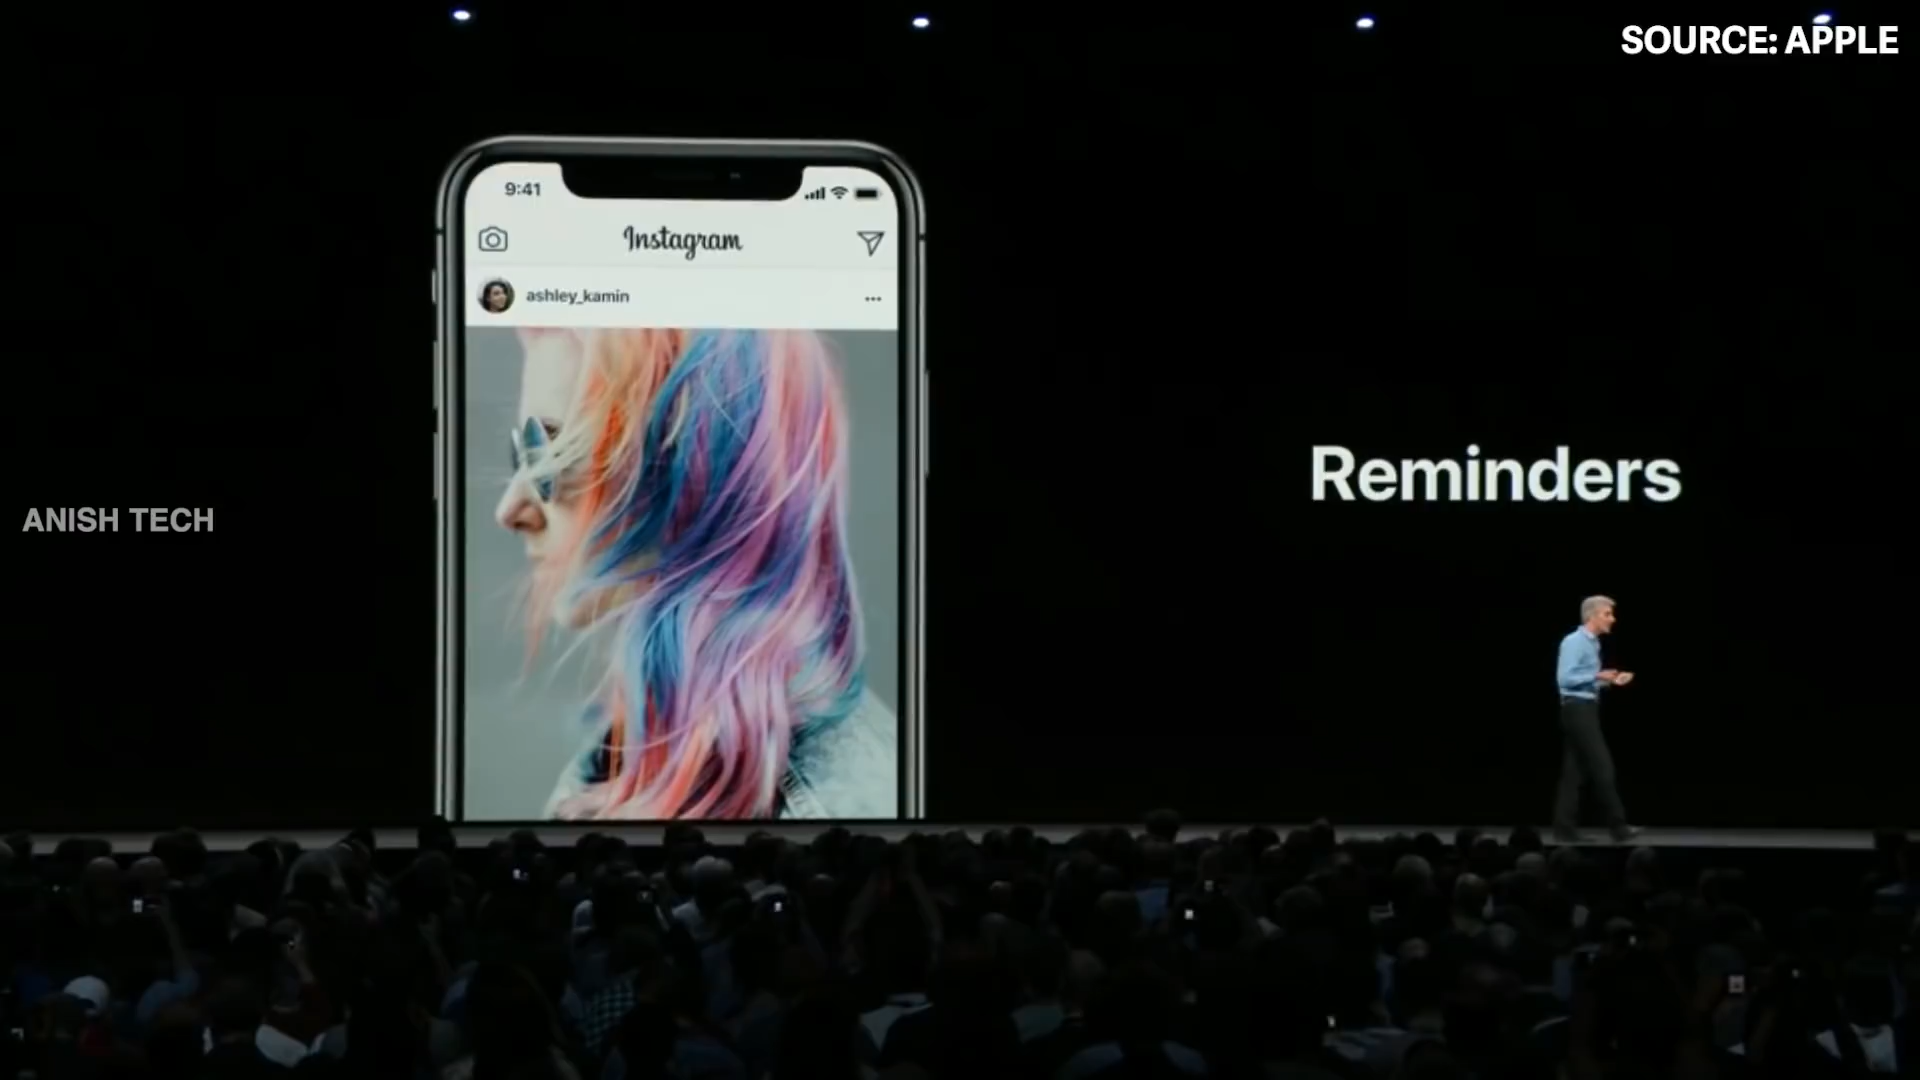 SOURCE: APPLE
9:41
Instagram
ashley_kamin
Reminders
ANISH TECH